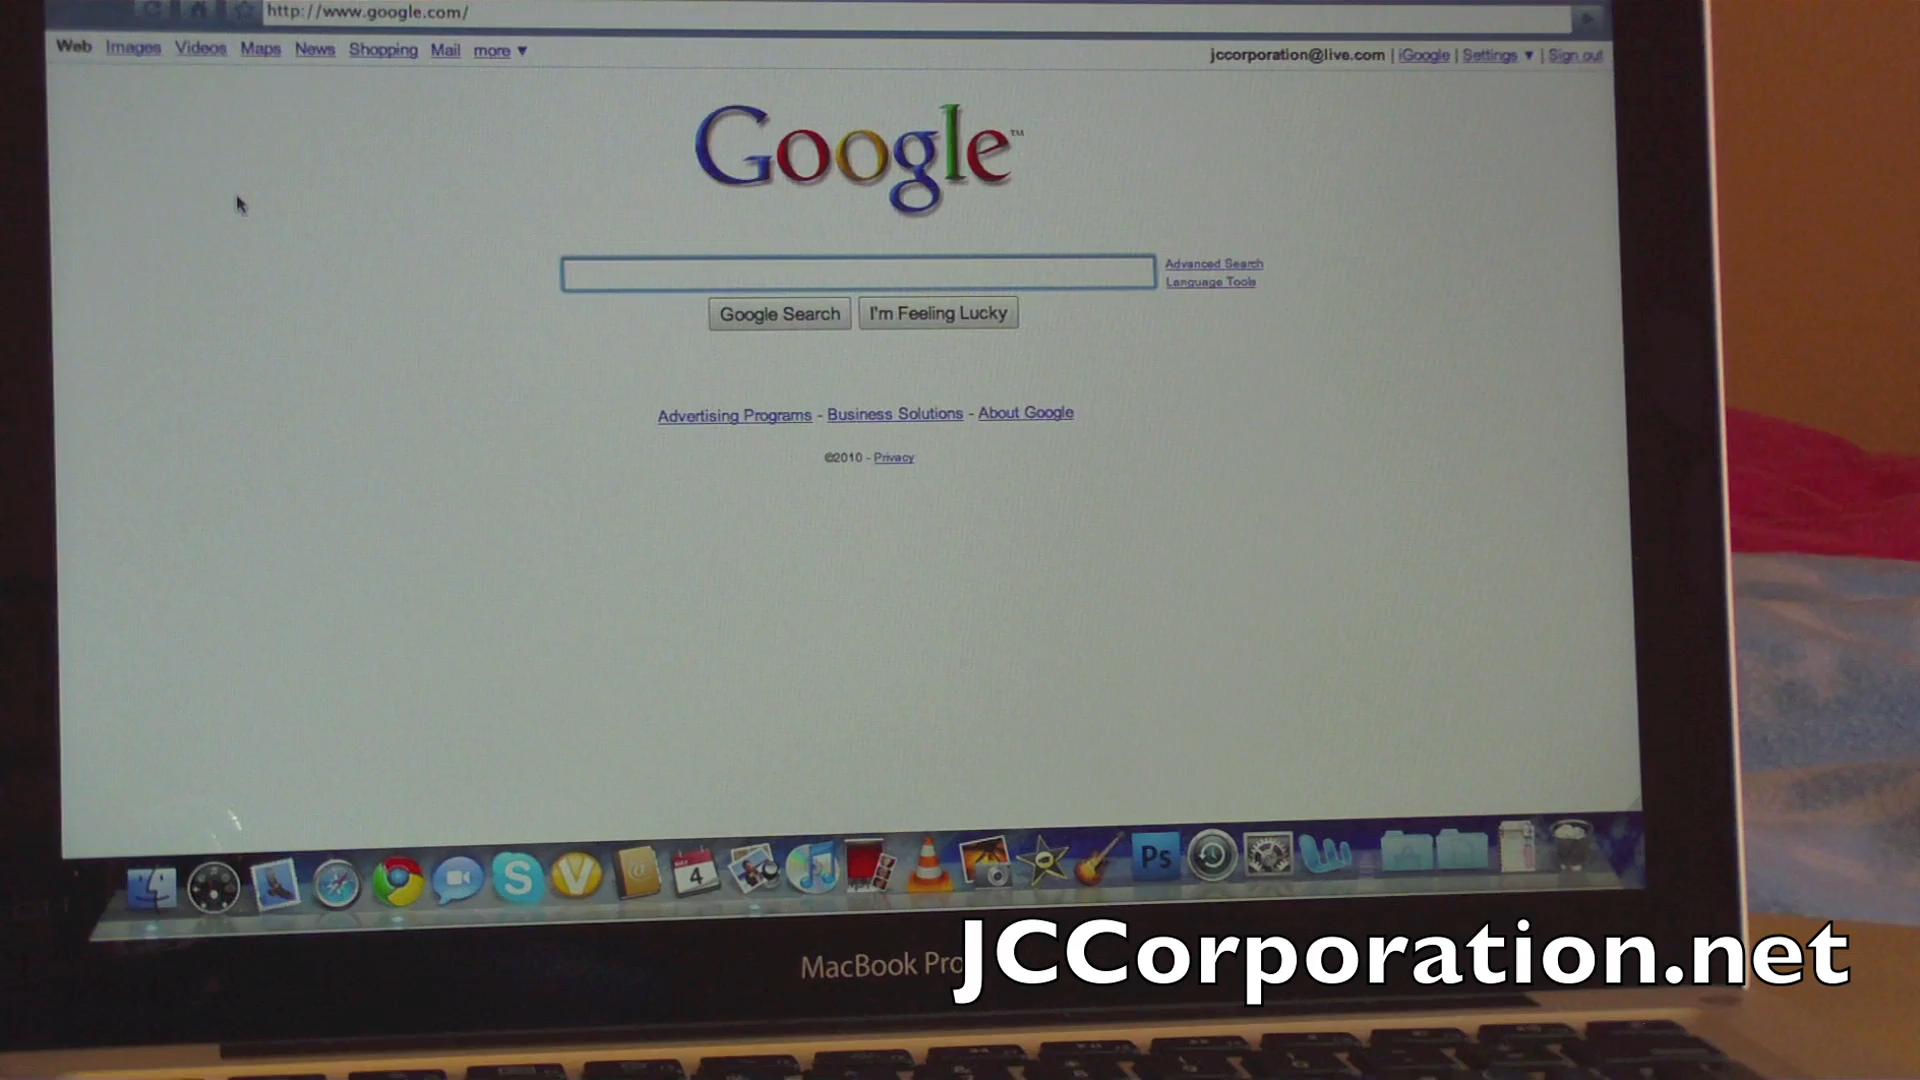 http://www.google.com/
Web Images Videos Maps News Shopping Mail more ▼
jccorporation@live.com | iGoogle | Settings ▼ | Sign out
Google™
Advanced Search
Language Tools
Google Search I'm Feeling Lucky
Advertising Programs - Business Solutions - About Google
©2010 - Privacy
4
Ps
MacBook Pro
JCCorporation.net